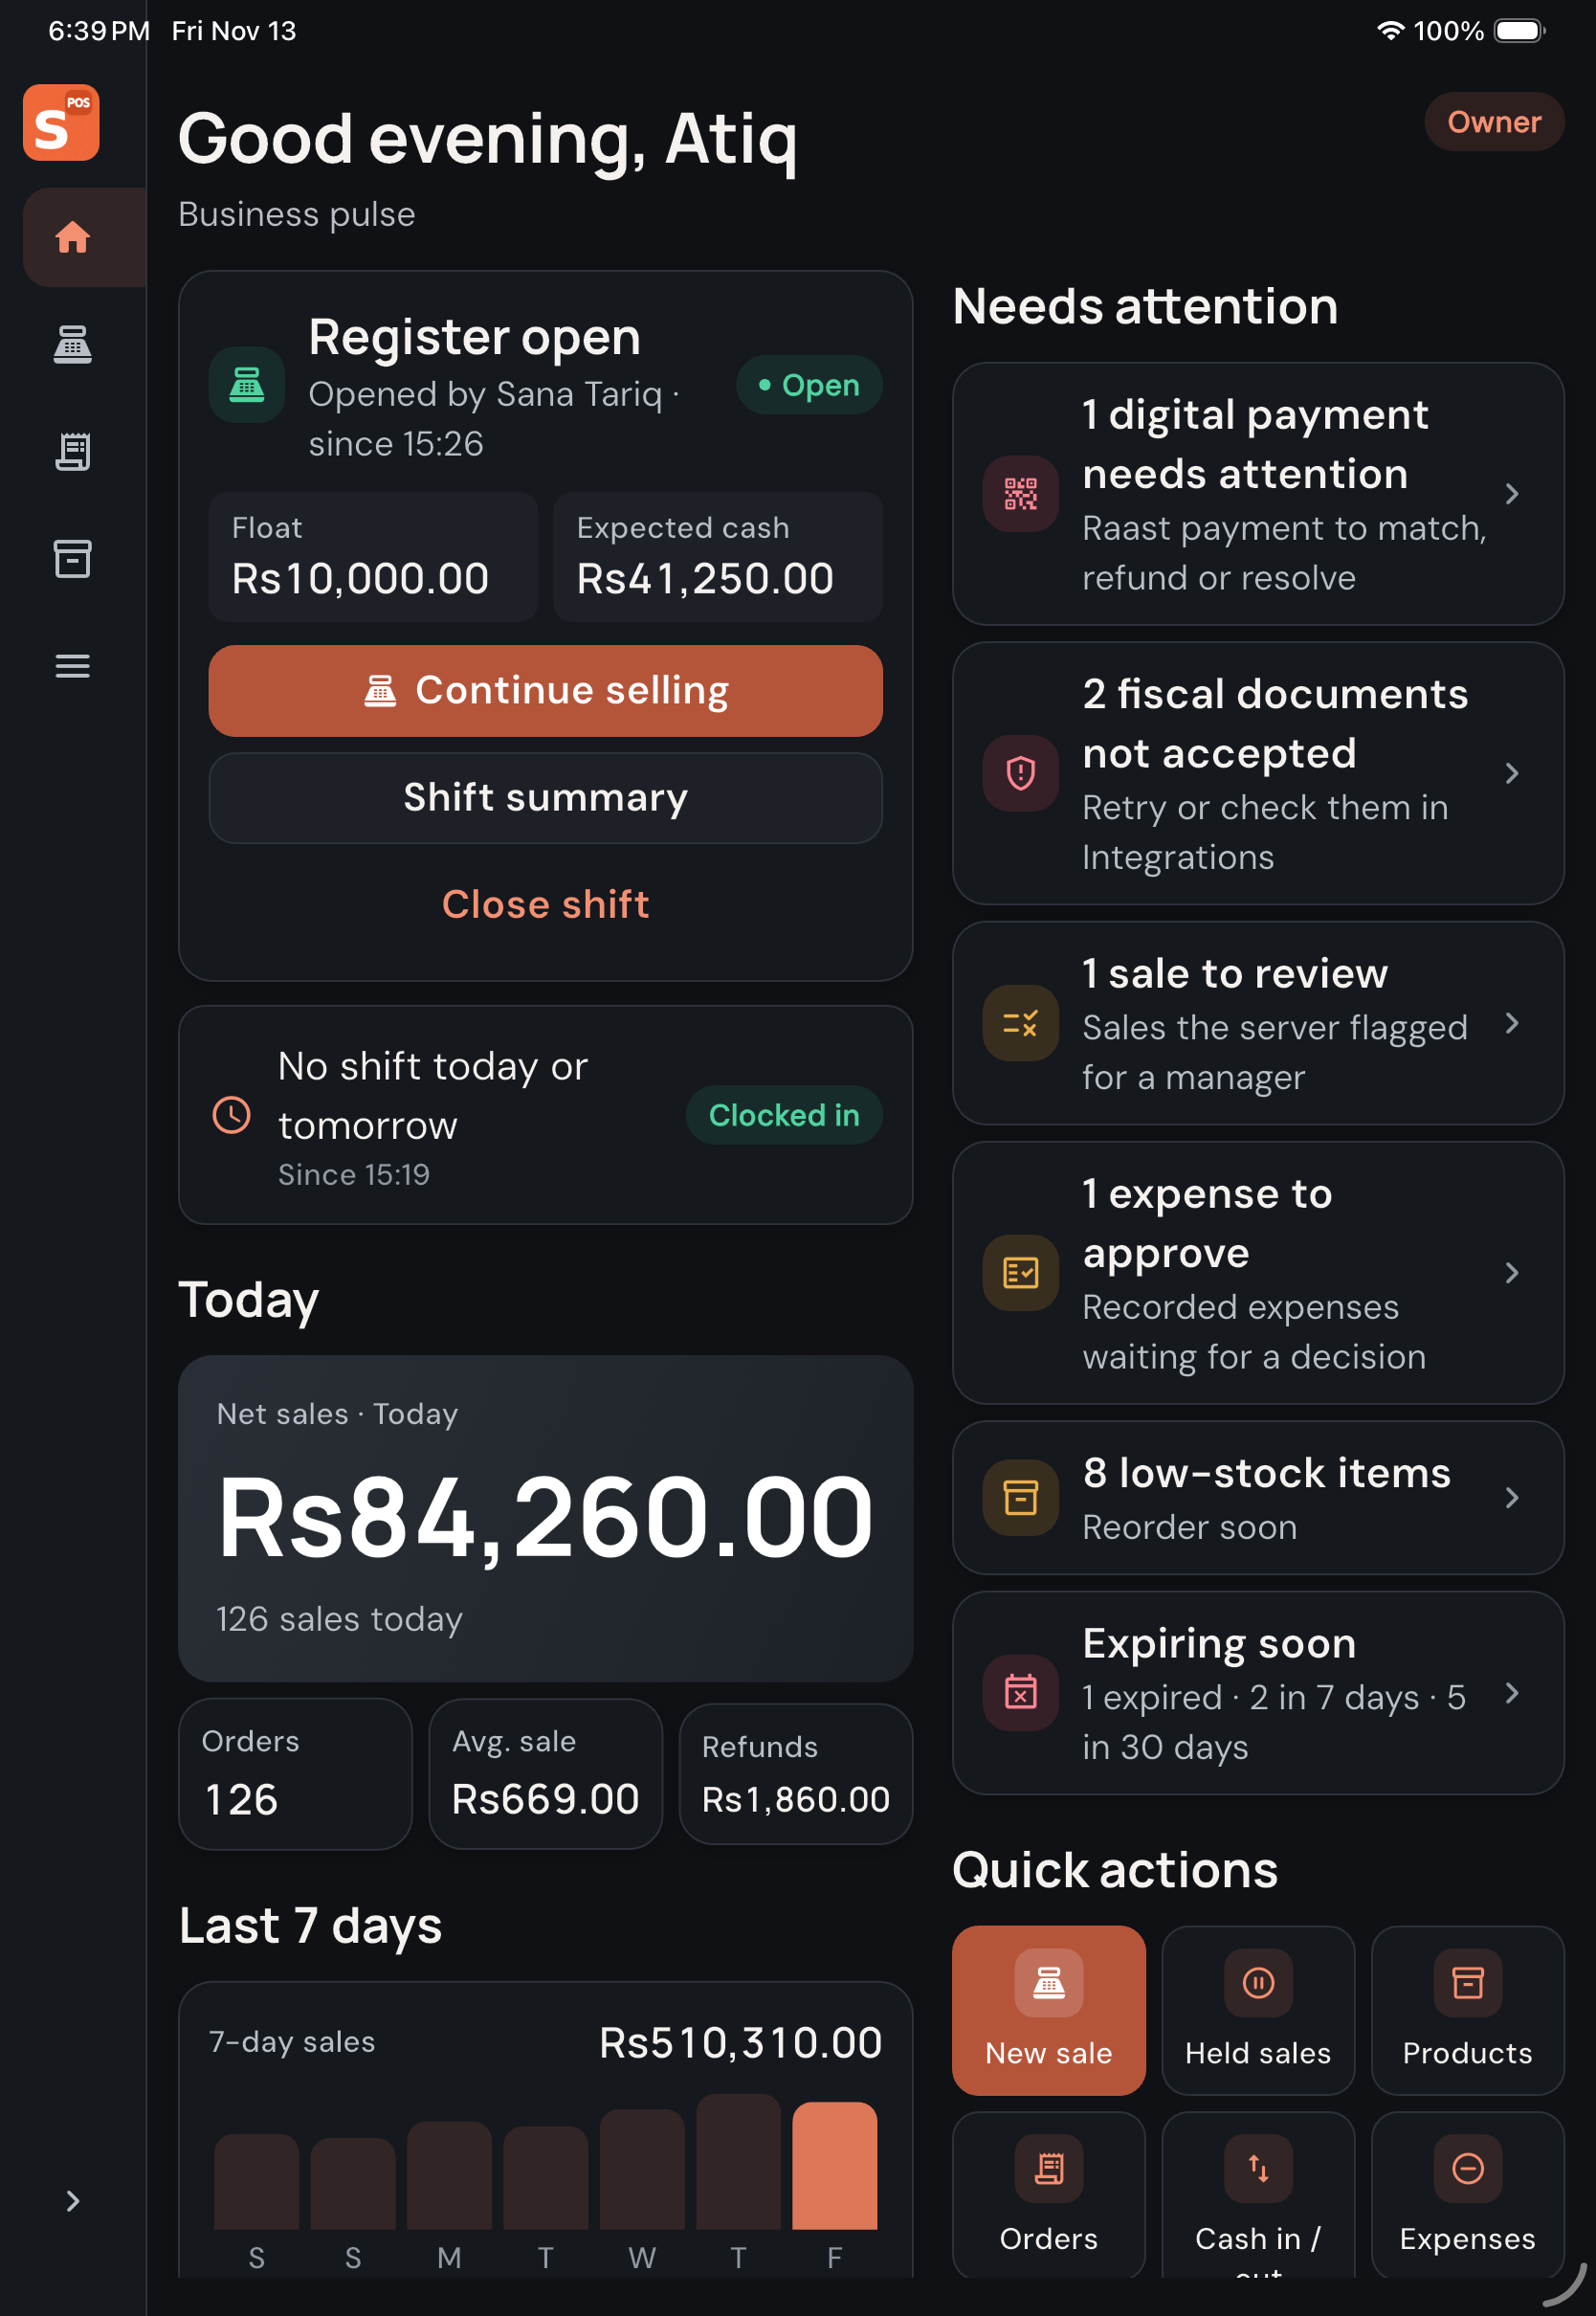 6:39 PM Fri Nov 13
100%
S POS
Good evening, Atiq
Owner
Business pulse
Register open
Opened by Sana Tariq ·
since 15:26
• Open
Float
Rs10,000.00
Expected cash
Rs41,250.00
Continue selling
Shift summary
Close shift
No shift today or
tomorrow
Since 15:19
Clocked in
Today
Net sales · Today
Rs84,260.00
126 sales today
Orders
126
Avg. sale
Rs669.00
Refunds
Rs1,860.00
Last 7 days
7-day sales
Rs510,310.00
S S M T W T F
Needs attention
1 digital payment
needs attention
Raast payment to match,
refund or resolve
2 fiscal documents
not accepted
Retry or check them in
Integrations
1 sale to review
Sales the server flagged
for a manager
1 expense to
approve
Recorded expenses
waiting for a decision
8 low-stock items
Reorder soon
Expiring soon
1 expired · 2 in 7 days · 5
in 30 days
Quick actions
New sale
Held sales
Products
Orders
Cash in /
out
Expenses